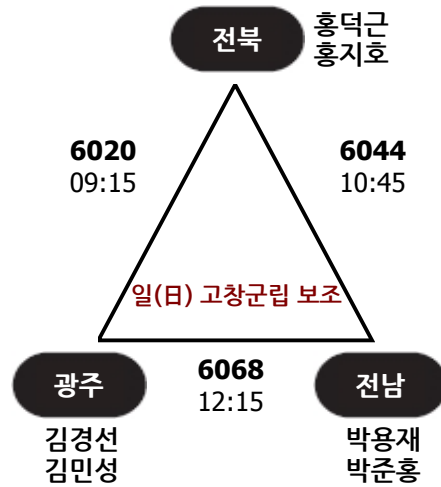 전북
홍덕근
홍지호
6020
09:15
6044
10:45
일(日) 고창군립 보조
광주
6068
12:15
전남
김경선
김민성
박용재
박준홍